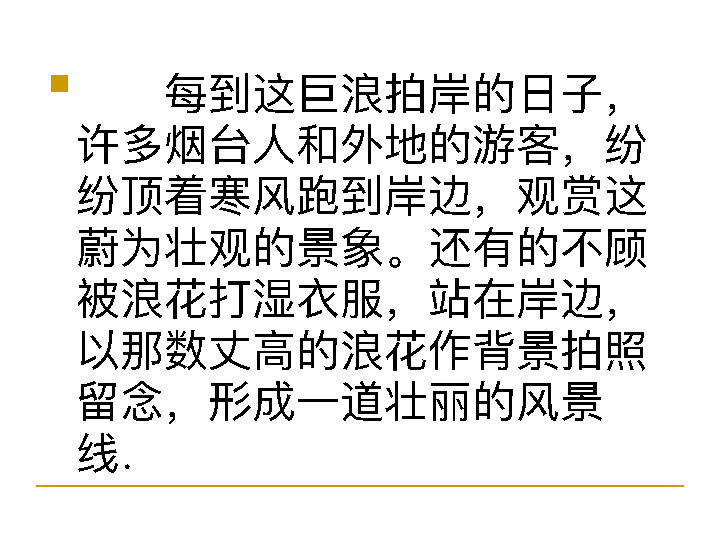 每到这巨浪拍岸的日子，
许多烟台人和外地的游客，纷
纷顶着寒风跑到岸边，观赏这
蔚为壮观的景象。还有的不顾
被浪花打湿衣服，站在岸边，
以那数丈高的浪花作背景拍照
留念，形成一道壮丽的风景
线.